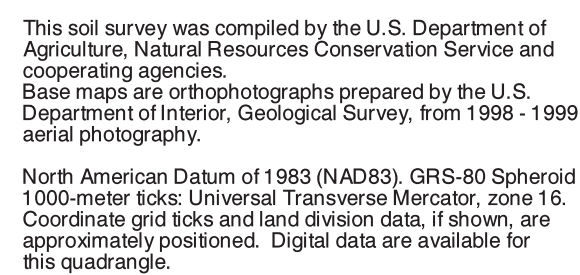 This soil survey was compiled by the U.S. Department of
Agriculture, Natural Resources Conservation Service and
cooperating agencies.
Base maps are orthophotographs prepared by the U.S.
Department of Interior, Geological Survey, from 1998 - 1999
aerial photography.

North American Datum of 1983 (NAD83). GRS-80 Spheroid
1000-meter ticks: Universal Transverse Mercator, zone 16.
Coordinate grid ticks and land division data, if shown, are
approximately positioned.  Digital data are available for
this quadrangle.